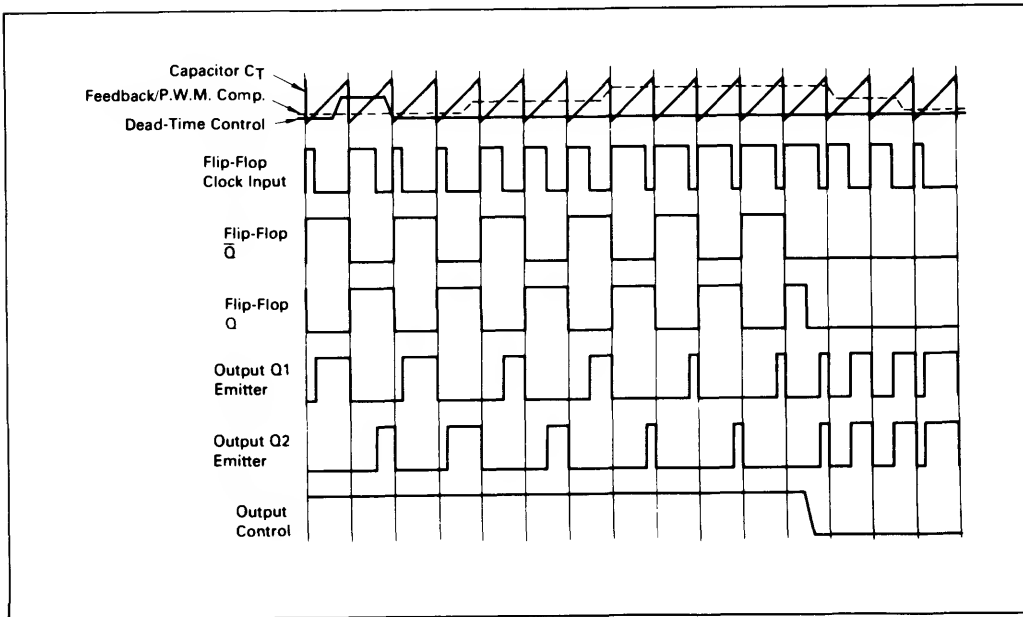 Capacitor CT
Feedback/P.W.M. Comp.
Dead-Time Control
Flip-Flop
Clock Input
Flip-Flop
Q̅
Flip-Flop
Q
Output Q1
Emitter
Output Q2
Emitter
Output
Control